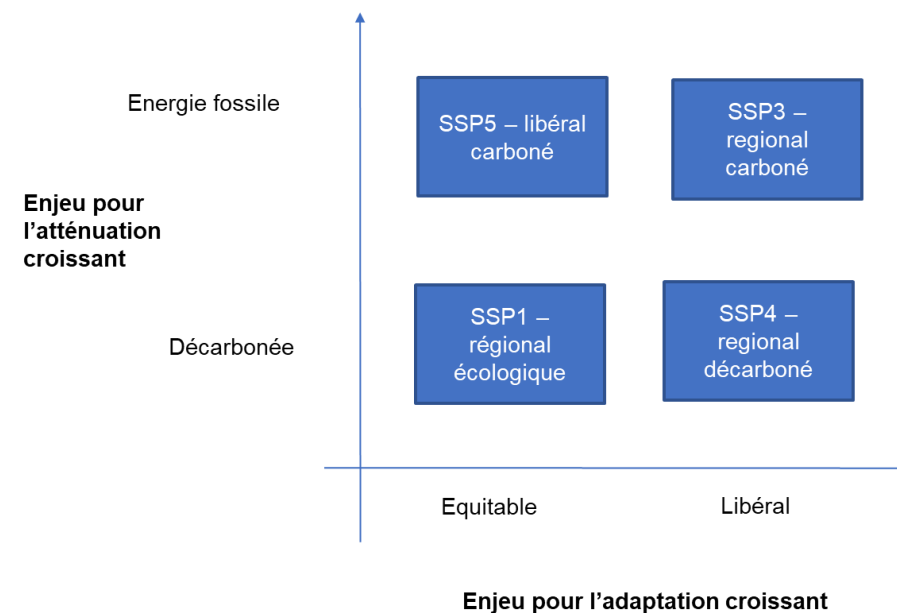 Energie fossile
SSP5 – libéral
carboné
SSP3 –
regional
carboné
Enjeu pour
l’atténuation
croissant
Décarbonée
SSP1 –
régional
écologique
SSP4 –
regional
décarboné
Equitable
Libéral
Enjeu pour l’adaptation croissant